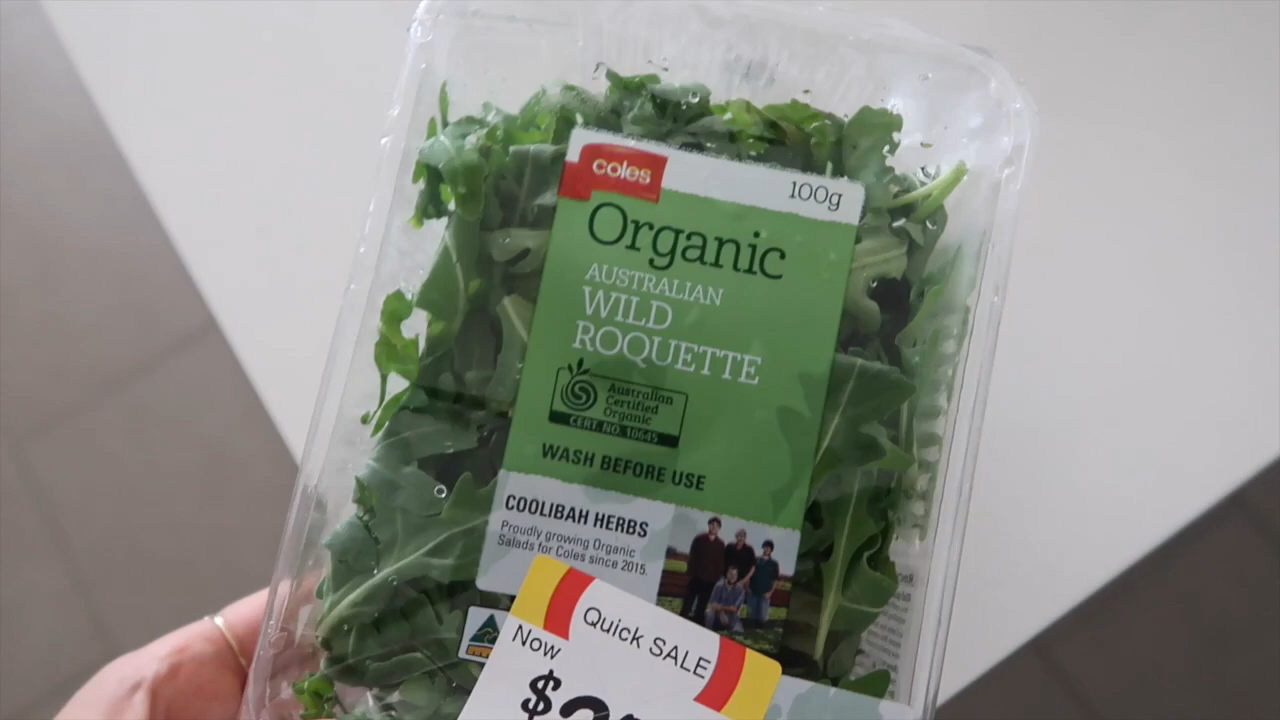 coles
100g
Organic
AUSTRALIAN
WILD
ROQUETTE
Australian
Certified
Organic
CERT. NO. 10645
WASH BEFORE USE
COOLIBAH HERBS
Proudly growing Organic
Salads for Coles since 2015.
Quick SALE
Now
$